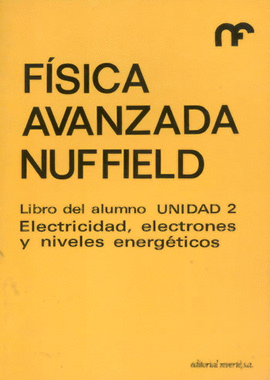 nf
FÍSICA
AVANZADA
NUFFIELD
Libro del alumno UNIDAD 2
Electricidad, electrones
y niveles energéticos
editorial reverté, s.a.